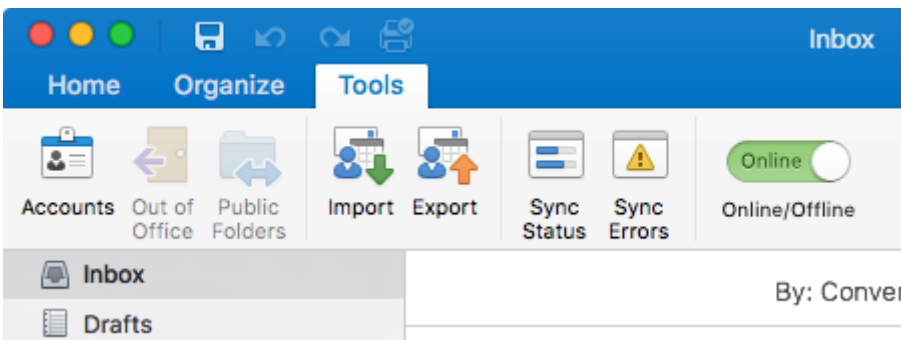 Inbox
Home Organize Tools
Accounts Out of Office Public Folders Import Export Sync Status Sync Errors Online Online/Offline
Inbox
By: Conver
Drafts